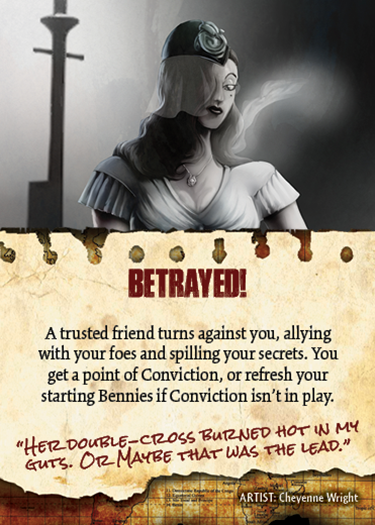 BETRAYED!
A trusted friend turns against you, allying
with your foes and spilling your secrets. You
get a point of Conviction, or refresh your
starting Bennies if Conviction isn't in play.
"Her double-cross burned hot in my
guts. Or Maybe that was the lead."
ARTIST: Cheyenne Wright